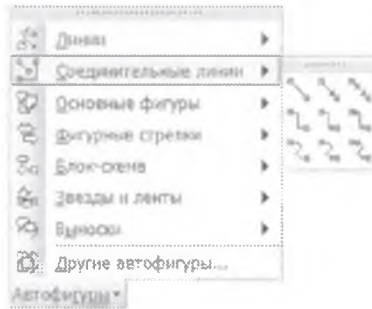 Линии
Соединительные линии
Основные фигуры
Фигурные стрелки
Блок-схема
Звезды и ленты
Выноски
Другие автофигуры...
Автофигуры